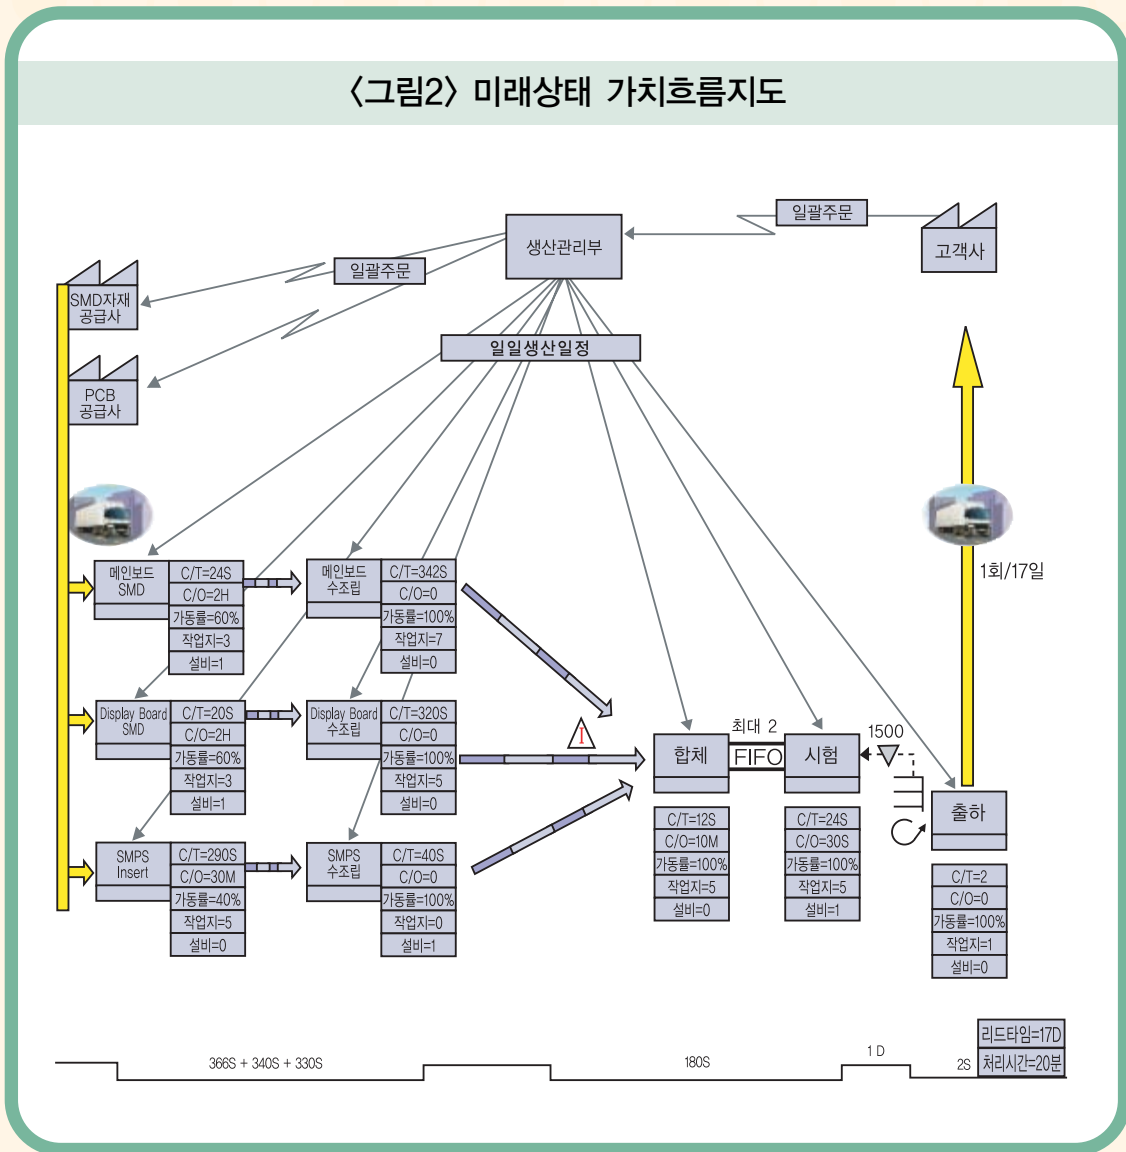 〈그림2〉 미래상태 가치흐름지도
일괄주문
생산관리부
고객사
일괄주문
SMD자재
공급사
일일생산일정
PCB
공급사
1회/17일
메인보드
SMD
C/T=24S
C/O=2H
가동률=60%
작업지=3
설비=1
메인보드
수조립
C/T=342S
C/O=0
가동률=100%
작업지=7
설비=0
Display Board
SMD
C/T=20S
C/O=2H
가동률=60%
작업지=3
설비=1
Display Board
수조립
C/T=320S
C/O=0
가동률=100%
작업지=5
설비=0
I
SMPS
Insert
C/T=290S
C/O=30M
가동률=40%
작업지=5
설비=0
SMPS
수조립
C/T=40S
C/O=0
가동률=100%
작업지=0
설비=1
합체
최대 2
FIFO
시험
1500
출하
C/T=12S
C/O=10M
가동률=100%
작업지=5
설비=0
C/T=24S
C/O=30S
가동률=100%
작업지=5
설비=1
C/T=2
C/O=0
가동률=100%
작업지=1
설비=0
366S + 340S + 330S
180S
1 D
2S
리드타임=17D
처리시간=20분